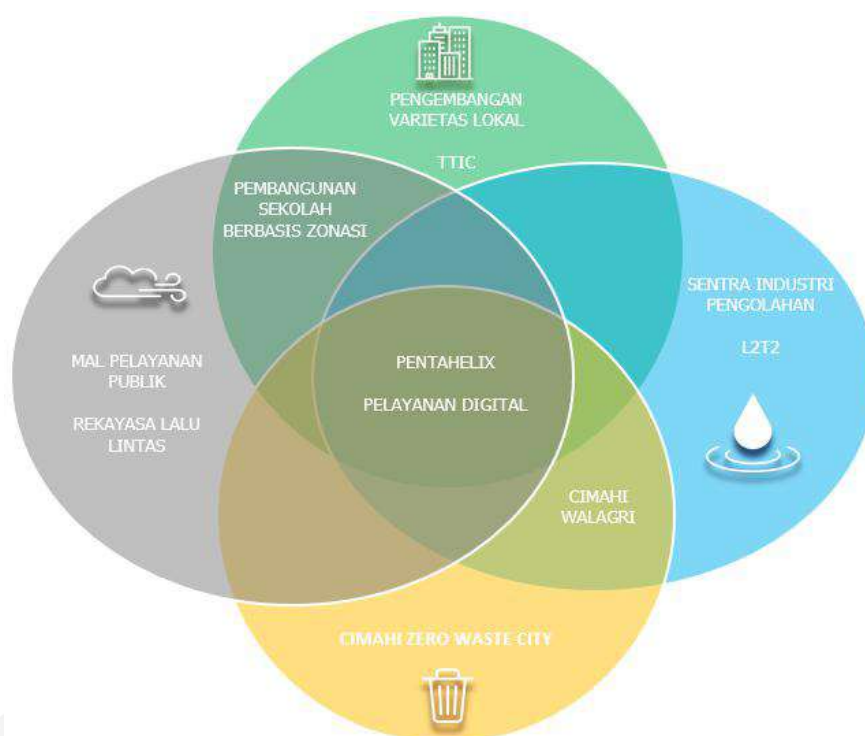 PENGEMBANGAN
VARIETAS LOKAL
TTIC
PEMBANGUNAN
SEKOLAH
BERBASIS ZONASI
SENTRA INDUSTRI
PENGOLAHAN
L2T2
MAL PELAYANAN
PUBLIK
REKAYASA LALU
LINTAS
PENTAHELIX
PELAYANAN DIGITAL
CIMAHI
WALAGRI
CIMAHI ZERO WASTE CITY